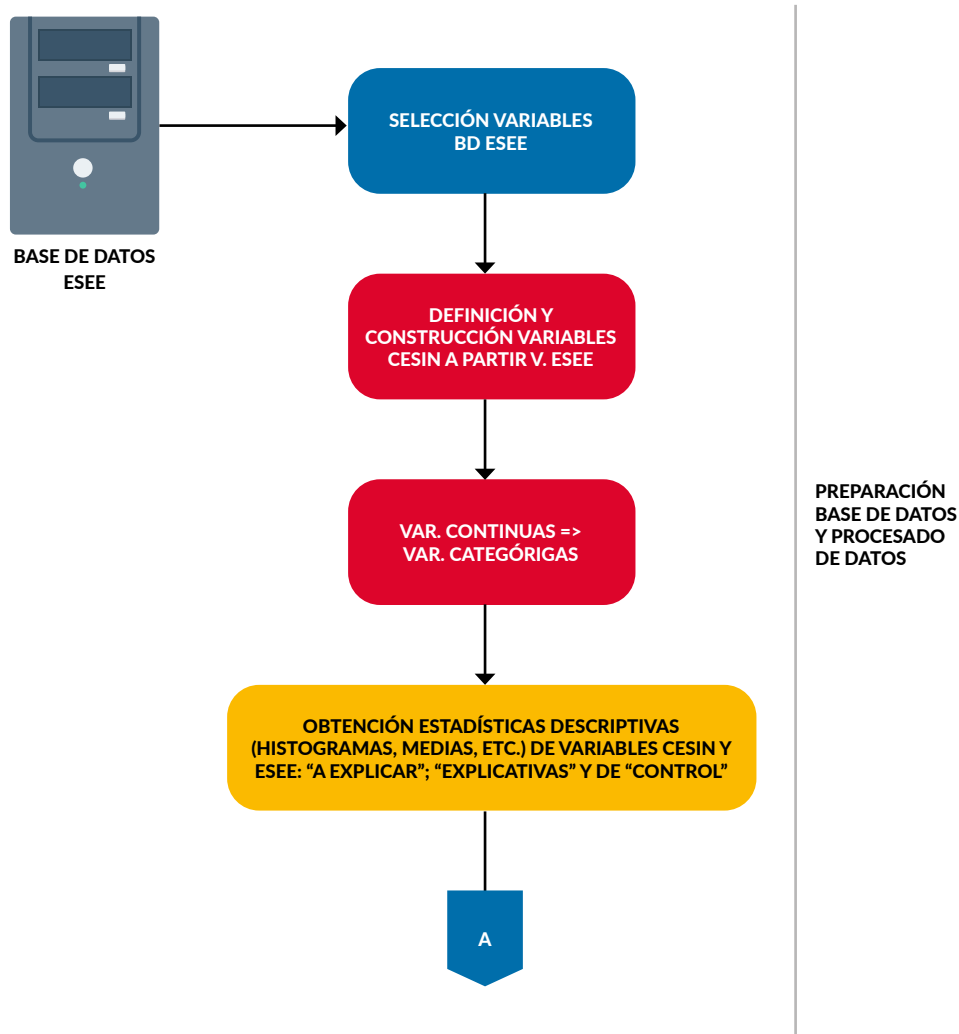 SELECCIÓN VARIABLES
BD ESEE
BASE DE DATOS
ESEE
DEFINICIÓN Y
CONSTRUCCIÓN VARIABLES
CESIN A PARTIR V. ESEE
VAR. CONTINUAS =>
VAR. CATEGÓRIGAS
PREPARACIÓN
BASE DE DATOS
Y PROCESADO
DE DATOS
OBTENCIÓN ESTADÍSTICAS DESCRIPTIVAS
(HISTOGRAMAS, MEDIAS, ETC.) DE VARIABLES CESIN Y
ESEE: “A EXPLICAR”; “EXPLICATIVAS” Y DE “CONTROL”
A